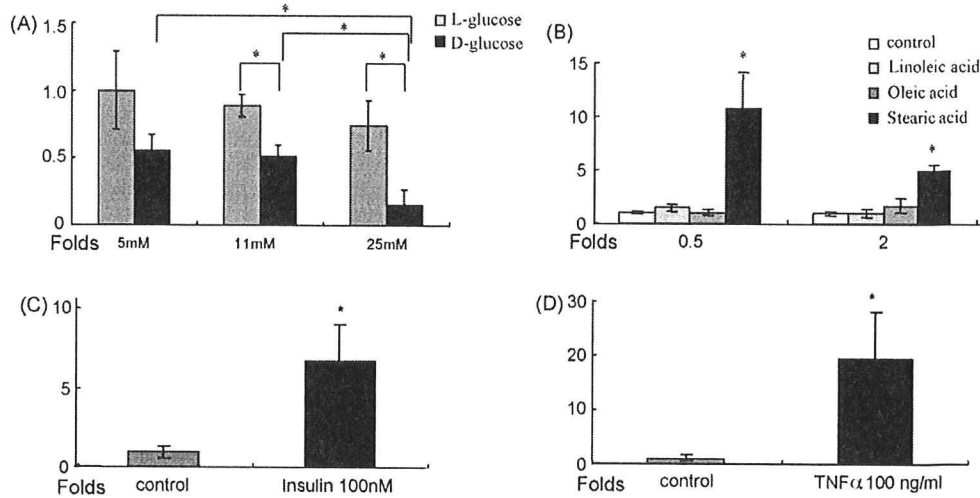 (A)
*
*
*
*
L-glucose
D-glucose
1.5
1.0
0.5
0
Folds 5mM 11mM 25mM
(B)
control
Linoleic acid
Oleic acid
Stearic acid
15
10
5
0
*
*
Folds 0.5 2
(C)
10
5
0
*
Folds control Insulin 100nM
(D)
30
20
10
0
*
Folds control TNFα 100 ng/ml